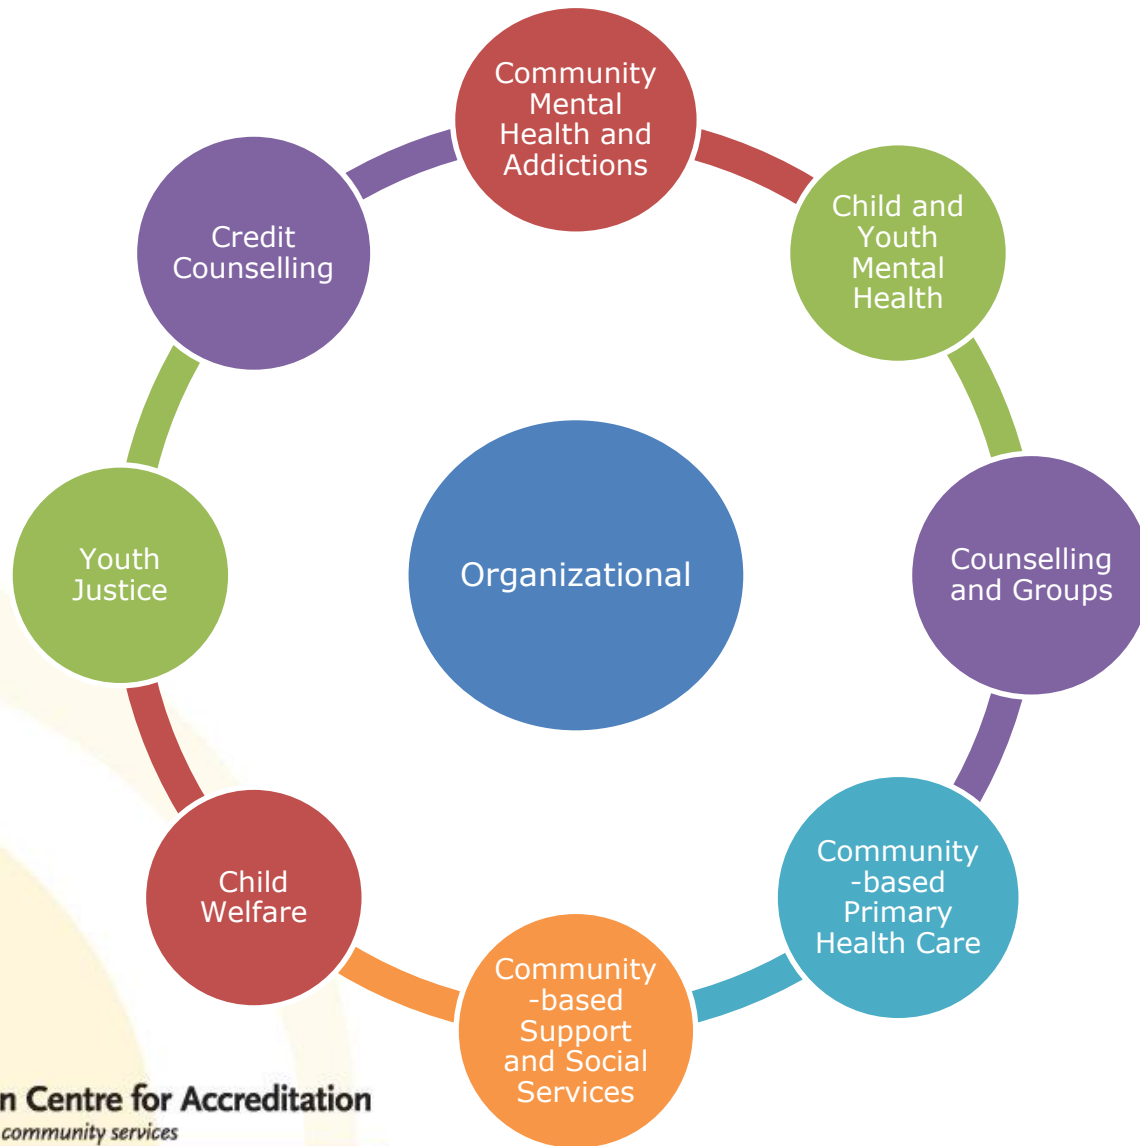 Community
Mental
Health and
Addictions
Child and
Youth
Mental
Health
Credit
Counselling
Organizational
Youth
Justice
Counselling
and Groups
Community
-based
Primary
Health Care
Child
Welfare
Community
-based
Support
and Social
Services
n Centre for Accreditation
community services